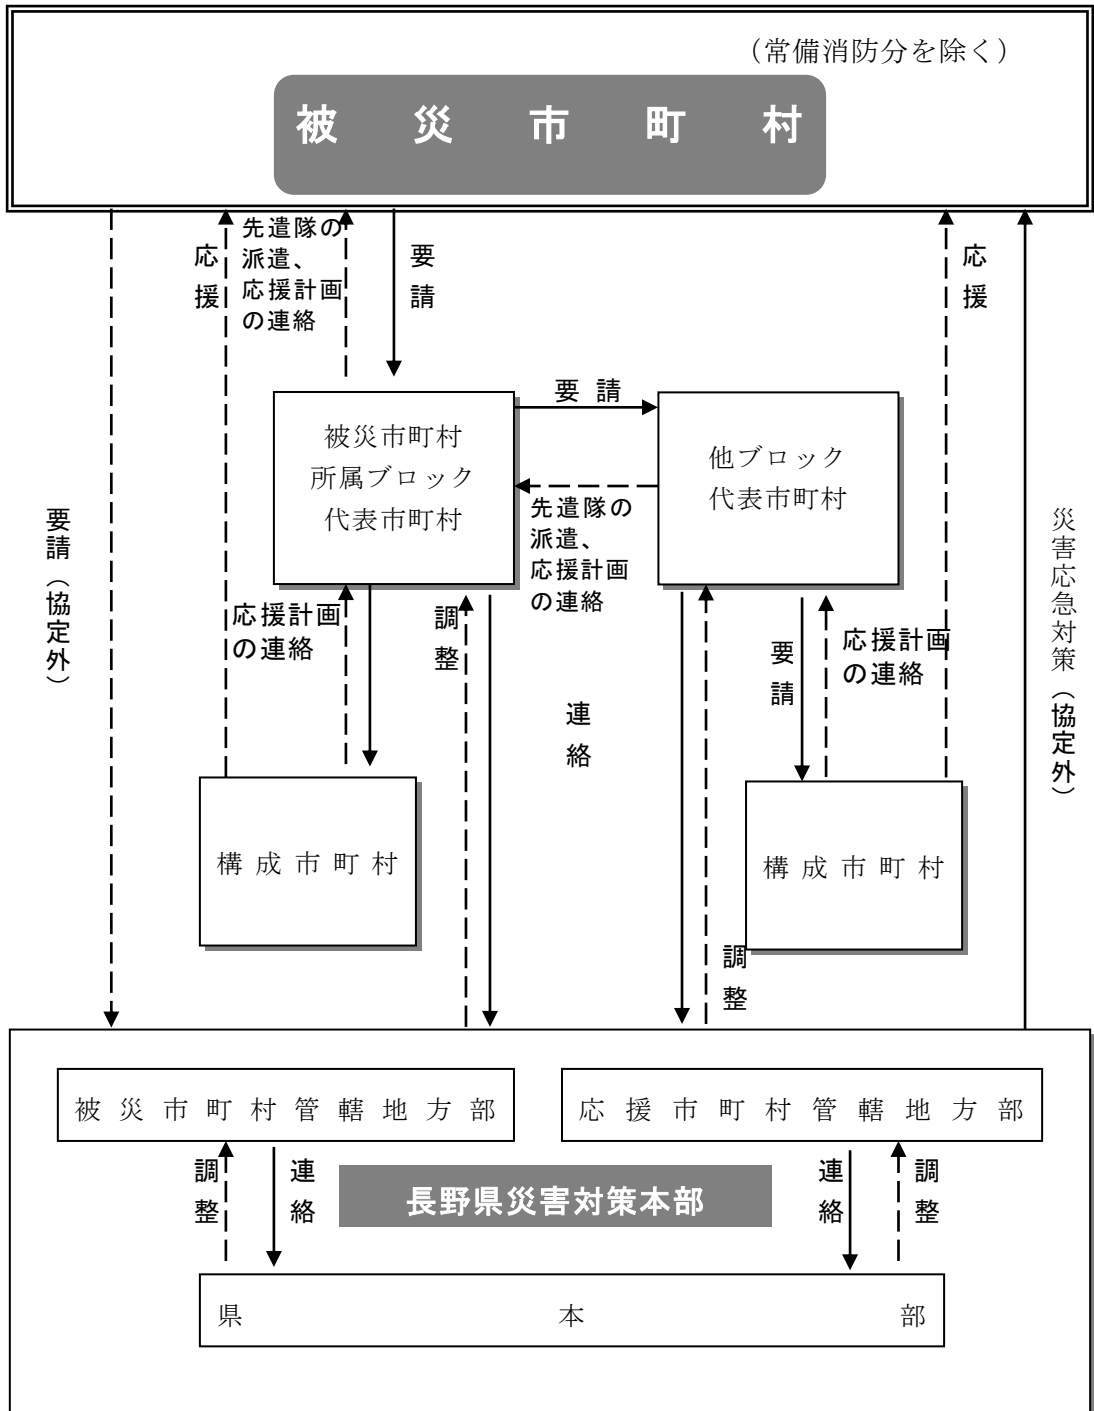 （常備消防分を除く）
被災市町村
応援
先遣隊の
派遣、
応援計画
の連絡
要請
応援
要請
被災市町村
所属ブロック
代表市町村
他ブロック
代表市町村
先遣隊の
派遣、
応援計画
の連絡
要請（協定外）
災害応急対策（協定外）
応援計画
の連絡
調整
連絡
要請
応援計画
の連絡
構成市町村
構成市町村
調整
被災市町村管轄地方部
応援市町村管轄地方部
調整
連絡
長野県災害対策本部
連絡
調整
県本部